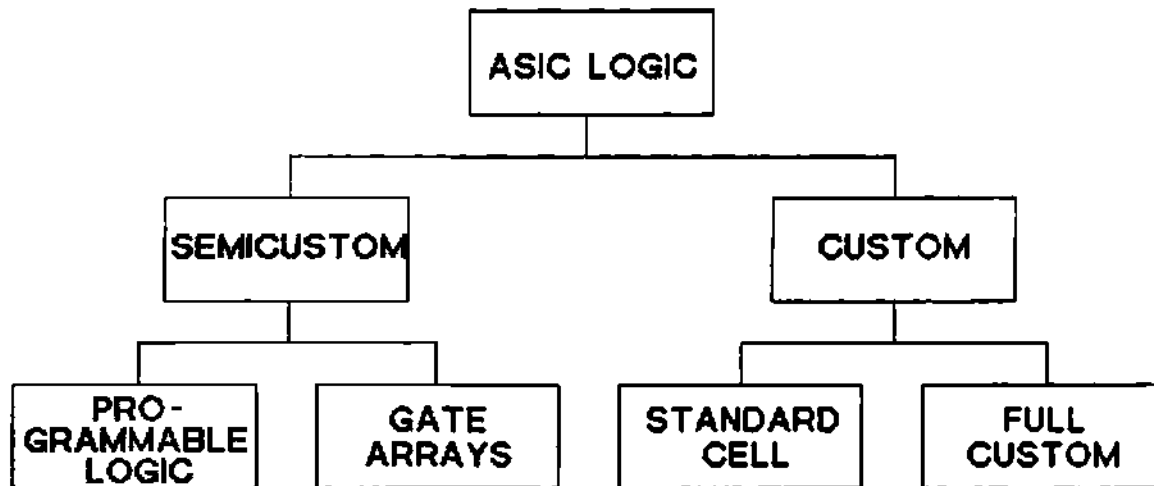 ASIC LOGIC
SEMICUSTOM
CUSTOM
PRO-
GRAMMABLE
LOGIC
GATE
ARRAYS
STANDARD
CELL
FULL
CUSTOM